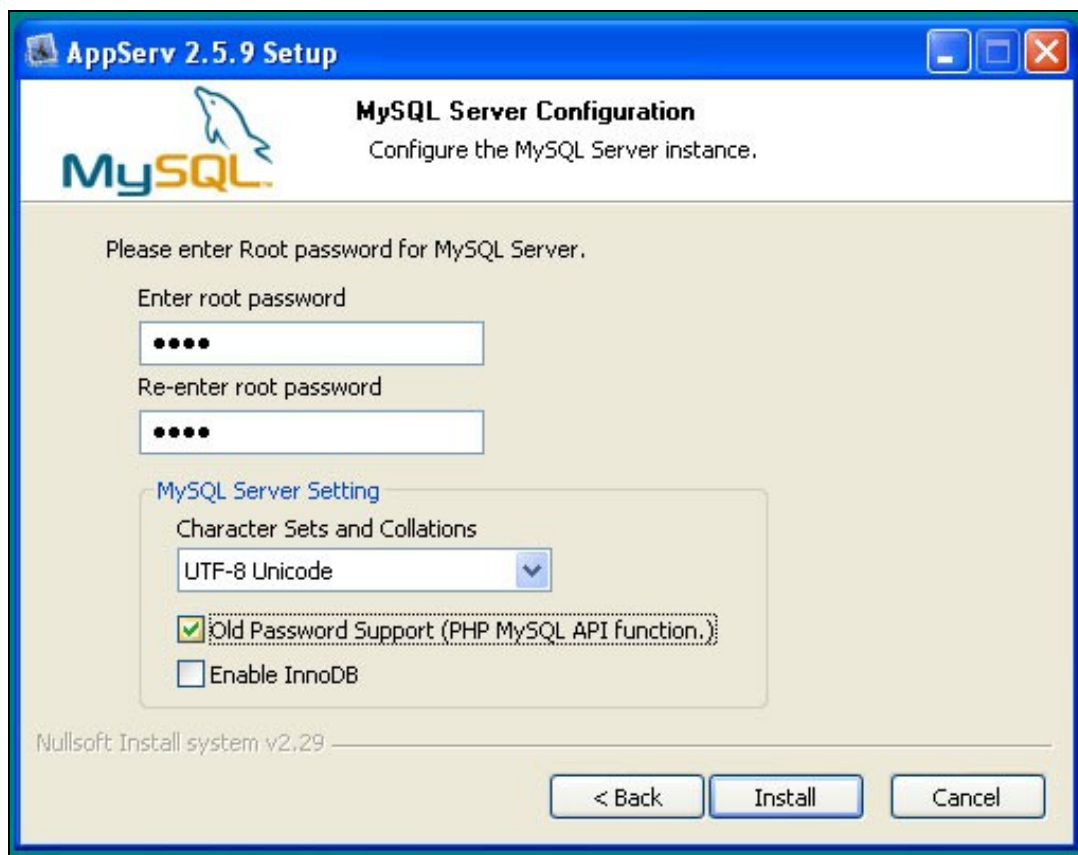 AppServ 2.5.9 Setup
MySQL Server Configuration
Configure the MySQL Server instance.
MySQL™
Please enter Root password for MySQL Server.
Enter root password
••••
Re-enter root password
••••
MySQL Server Setting
Character Sets and Collations
UTF-8 Unicode
Old Password Support (PHP MySQL API function.)
Enable InnoDB
Nullsoft Install system v2.29
< Back Install Cancel